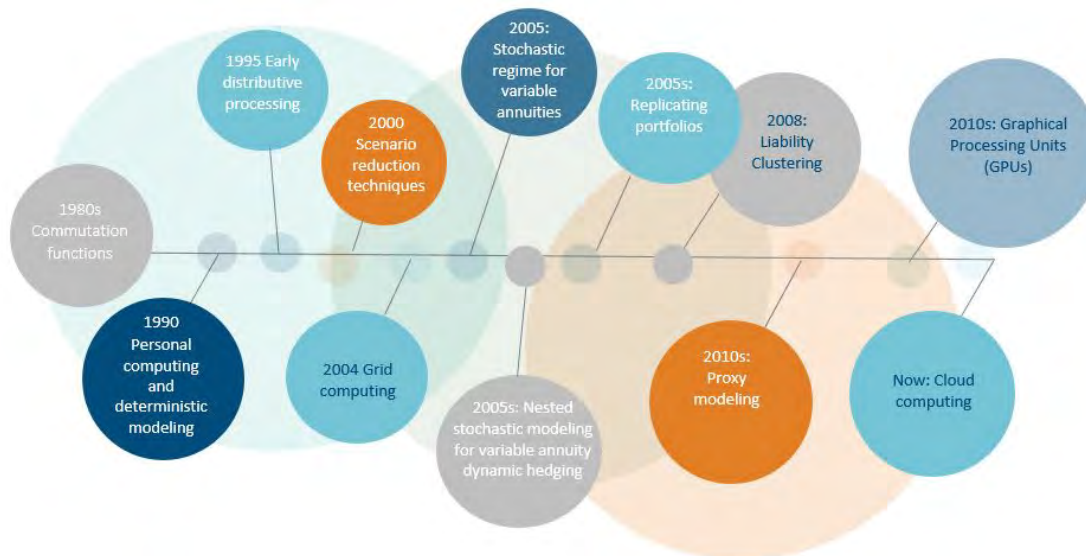 1980s
Commutation
functions
1990
Personal
computing
and
deterministic
modeling
1995 Early
distributive
processing
2000
Scenario
reduction
techniques
2004 Grid
computing
2005:
Stochastic
regime for
variable
annuities
2005s: Nested
stochastic modeling
for variable annuity
dynamic hedging
2005s:
Replicating
portfolios
2008:
Liability
Clustering
2010s:
Proxy
modeling
2010s: Graphical
Processing Units
(GPUs)
Now: Cloud
computing